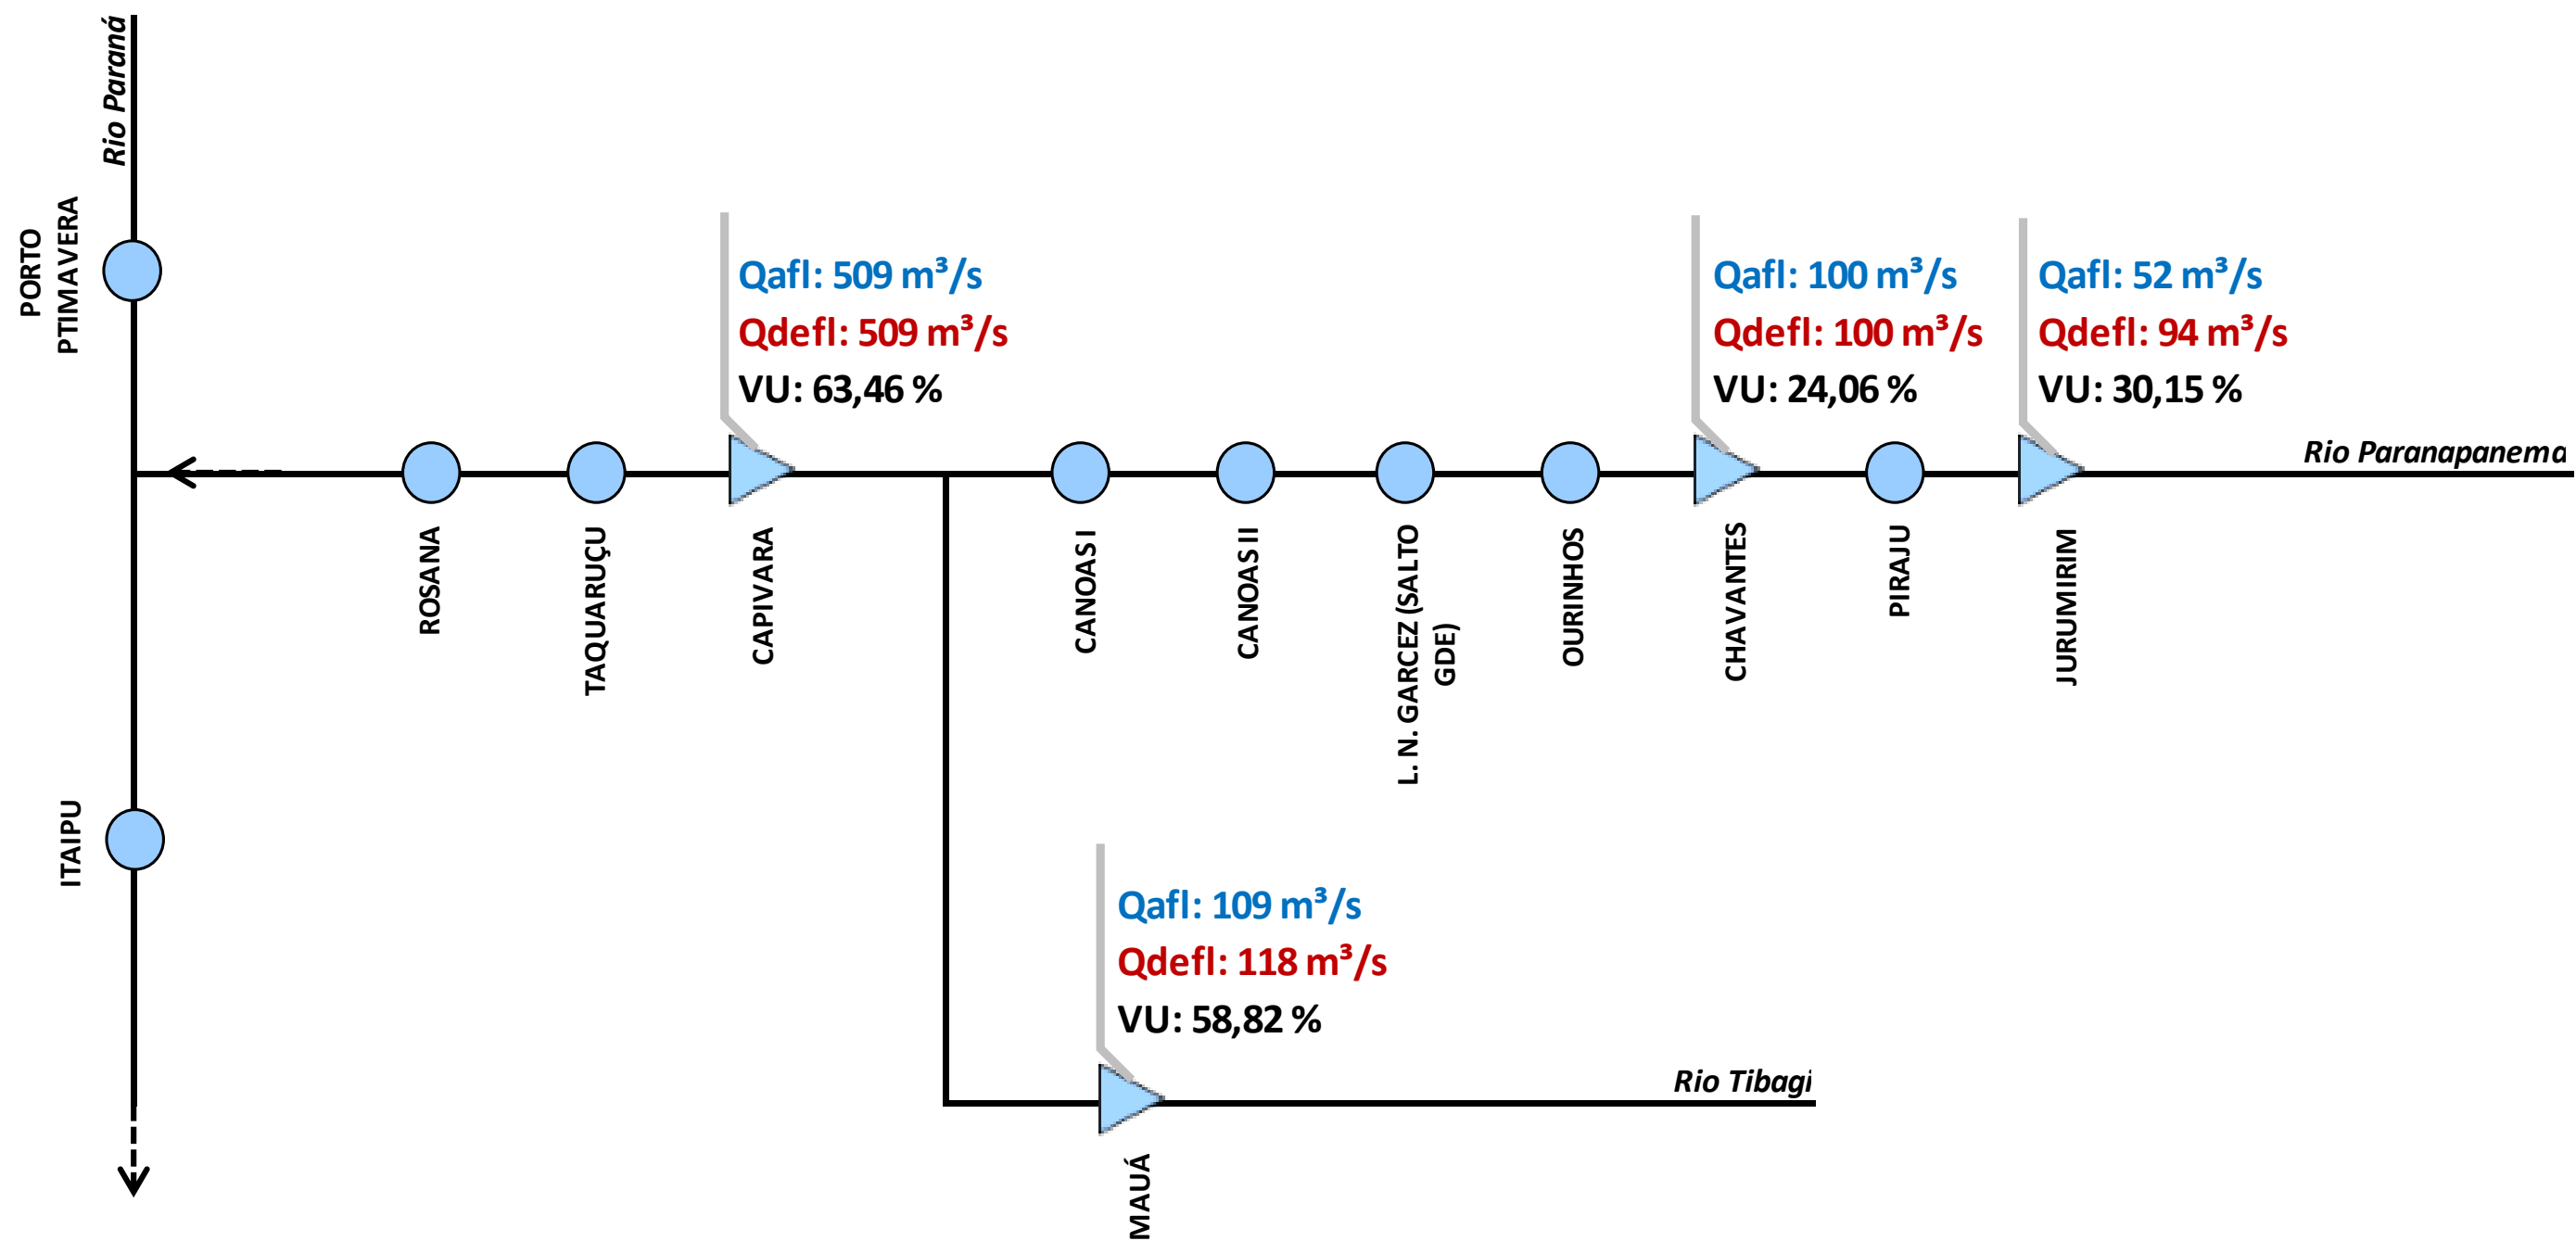 Rio Paraná
PORTO
PTIMAVERA
Qafl: 509 m³/s
Qdefl: 509 m³/s
VU: 63,46 %
Qafl: 100 m³/s
Qdefl: 100 m³/s
VU: 24,06 %
Qafl: 52 m³/s
Qdefl: 94 m³/s
VU: 30,15 %
Rio Paranapanema
ROSANA
TAQUARUÇU
CAPIVARA
CANOAS I
CANOAS II
L. N. GARCEZ (SALTO
GDE)
OURINHOS
CHAVANTES
PIRAJU
JURUMIRIM
ITAIPU
Qafl: 109 m³/s
Qdefl: 118 m³/s
VU: 58,82 %
Rio Tibagi
MAUÁ